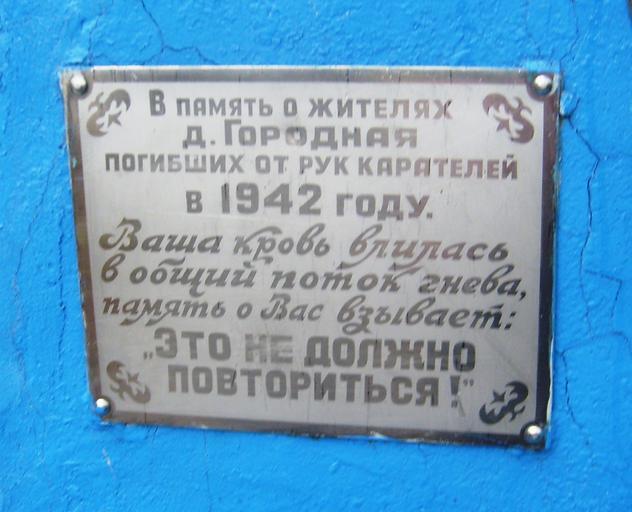 В ПАМЯТЬ О ЖИТЕЛЯХ
Д. ГОРОДНАЯ
ПОГИБШИХ ОТ РУК КАРАТЕЛЕЙ
В 1942 ГОДУ.
Ваша кровь влилась
в общий поток гнева,
память о Вас взывает:
„ЭТО НЕ ДОЛЖНО
ПОВТОРИТЬСЯ!"